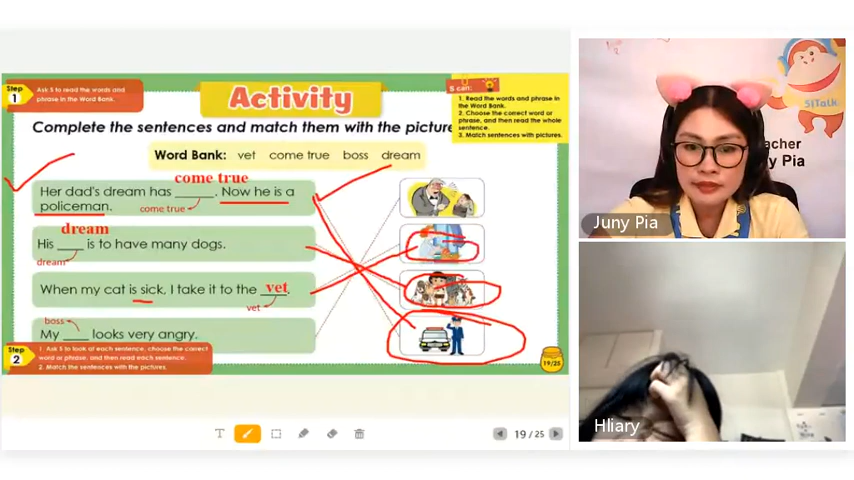 Step
1
Ask S to read the words and
phrase in the Word Bank.
Activity
S can:
1. Read the words and phrase in
the Word Bank.
2. Choose the correct word or
phrase, and then read the whole
sentence.
3. Match sentences with pictures.
Complete the sentences and match them with the picture
Word Bank: vet come true boss dream
come true
Her dad's dream has ______. Now he is a
policeman.
come true
dream
His ____ is to have many dogs.
dream
When my cat is sick, I take it to the vet.
vet
boss
My ____ looks very angry.
Step
2
1. Ask S to look at each sentence, choose the correct
word or phrase, and then read each sentence.
2. Match the sentences with the pictures.
19/25
T
19 / 25
51Talk
eacher
y Pia
Juny Pia
Hliary